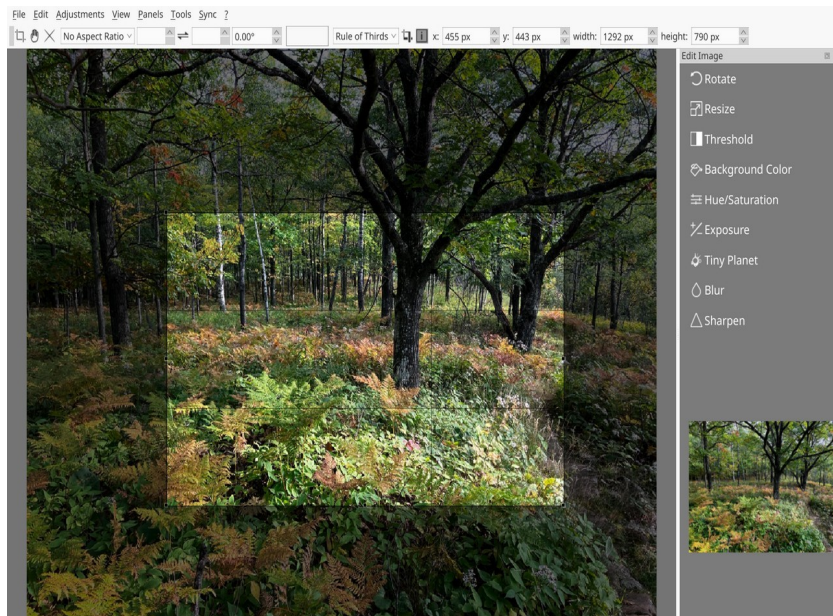 File Edit Adjustments View Panels Tools Sync ?
No Aspect Ratio 0.00° Rule of Thirds x: 455 px y: 443 px width: 1292 px height: 790 px
Edit Image
Rotate
Resize
Threshold
Background Color
Hue/Saturation
Exposure
Tiny Planet
Blur
Sharpen